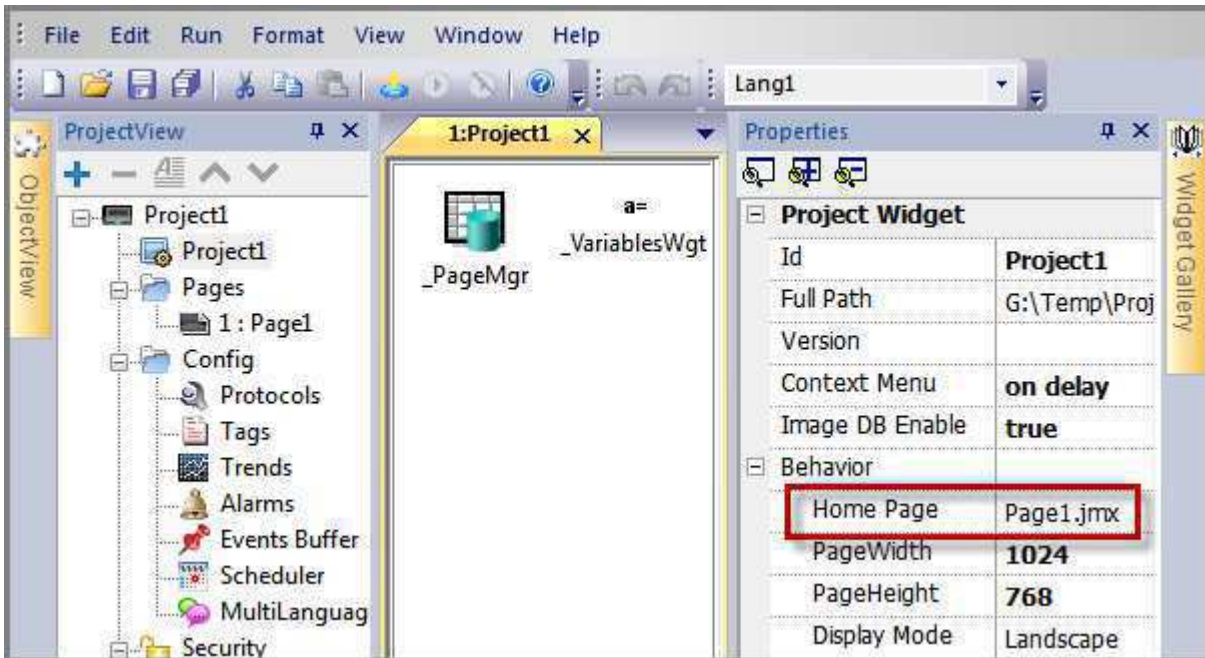 File Edit Run Format View Window Help
Lang1
ObjectView
ProjectView
Project1
Project1
Pages
1 : Page1
Config
Protocols
Tags
Trends
Alarms
Events Buffer
Scheduler
MultiLanguag
Security
1:Project1
_PageMgr
a=
_VariablesWgt
Properties
Project Widget
Id Project1
Full Path G:\Temp\Proj
Version
Context Menu on delay
Image DB Enable true
Behavior
Home Page Page1.jmx
PageWidth 1024
PageHeight 768
Display Mode Landscape
Widget Gallery